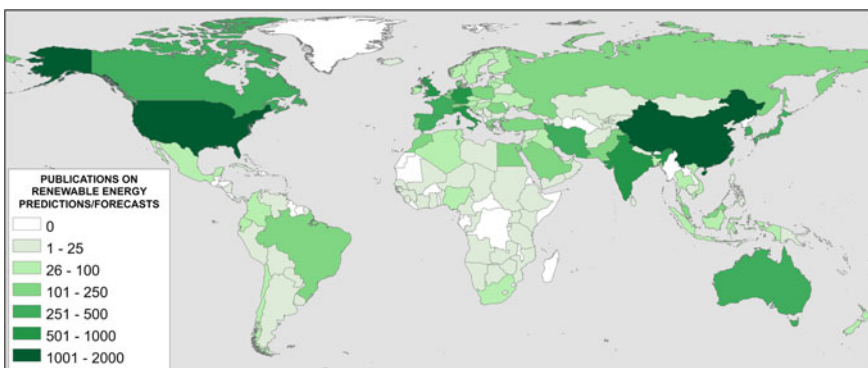 PUBLICATIONS ON
RENEWABLE ENERGY
PREDICTIONS/FORECASTS
0
1 - 25
26 - 100
101 - 250
251 - 500
501 - 1000
1001 - 2000